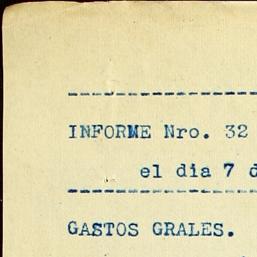 INFORME Nro. 32
el dia 7 d
GASTOS GRALES.